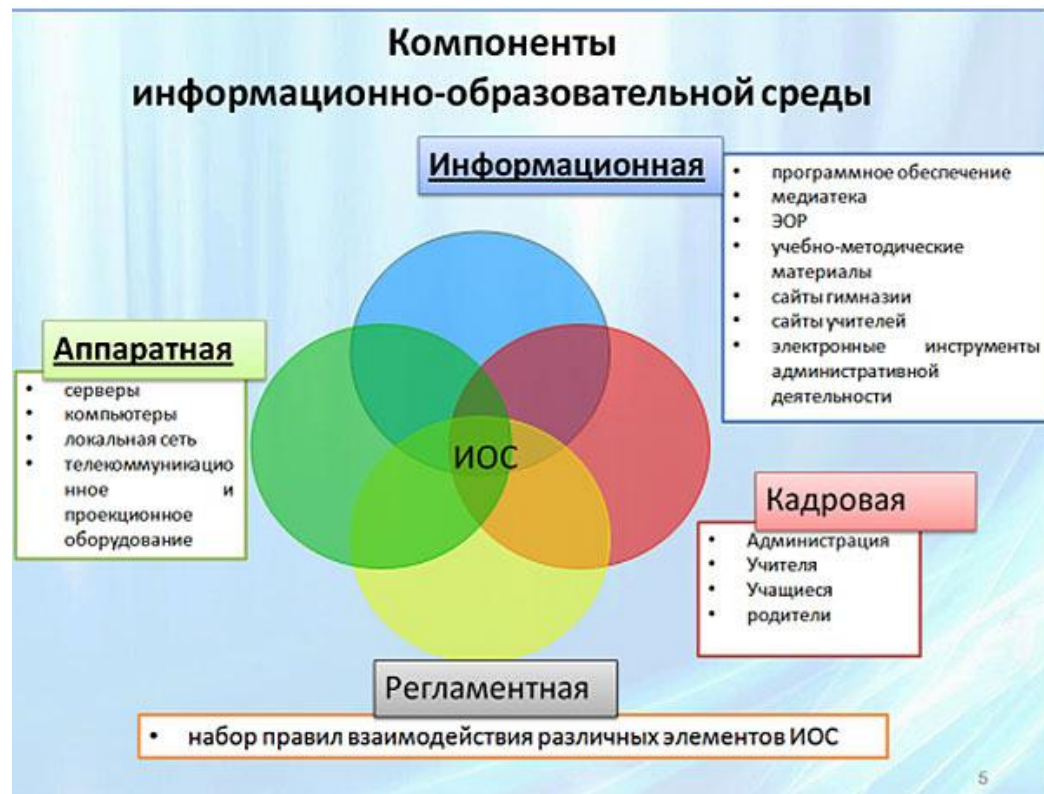 Компоненты
информационно-образовательной среды
Информационная
• программное обеспечение
• медиатека
• ЭОР
• учебно-методические
материалы
• сайты гимназии
• сайты учителей
• электронные инструменты
административной
деятельности
Аппаратная
• серверы
• компьютеры
• локальная сеть
• телекоммуникацио
нное и
проекционное
оборудование
ИОС
Кадровая
• Администрация
• Учителя
• Учащиеся
• родители
Регламентная
• набор правил взаимодействия различных элементов ИОС
5